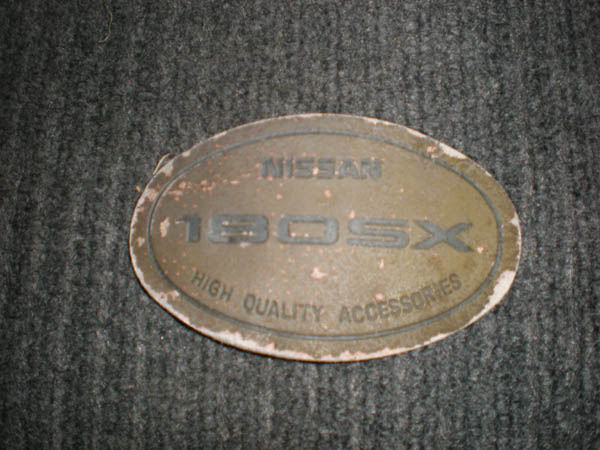 NISSAN
180SX
HIGH QUALITY ACCESSORIES